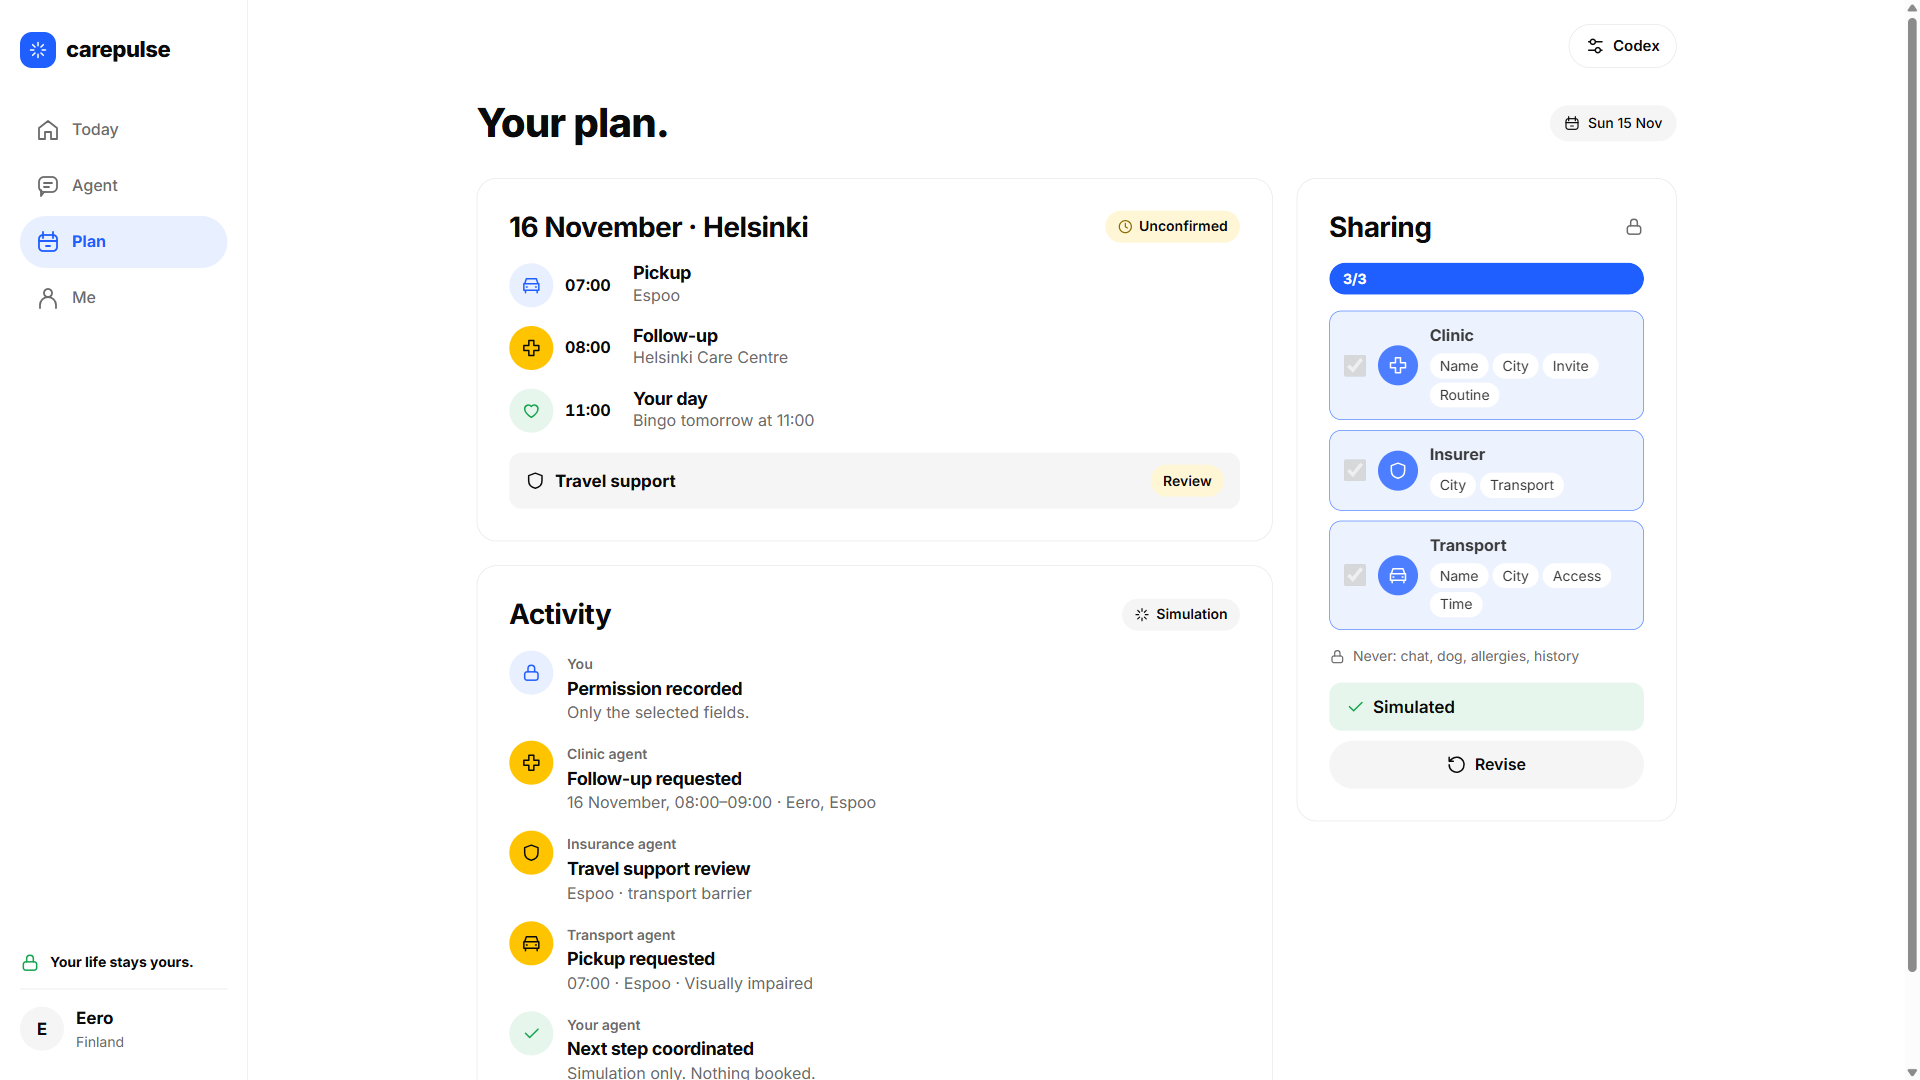 carepulse
Today
Agent
Plan
Me
Your life stays yours.
E
Eero
Finland
Codex
Your plan.
Sun 15 Nov
16 November · Helsinki
Unconfirmed
07:00
Pickup
Espoo
08:00
Follow-up
Helsinki Care Centre
11:00
Your day
Bingo tomorrow at 11:00
Travel support
Review
Activity
Simulation
You
Permission recorded
Only the selected fields.
Clinic agent
Follow-up requested
16 November, 08:00–09:00 · Eero, Espoo
Insurance agent
Travel support review
Espoo · transport barrier
Transport agent
Pickup requested
07:00 · Espoo · Visually impaired
Your agent
Next step coordinated
Simulation only. Nothing booked.
Sharing
3/3
Clinic
Name City Invite
Routine
Insurer
City Transport
Transport
Name City Access
Time
Never: chat, dog, allergies, history
Simulated
Revise